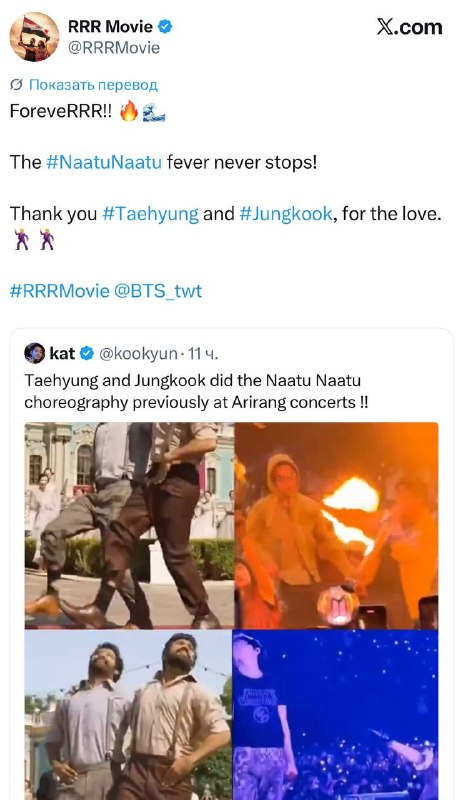 RRR Movie
@RRRMovie
X.com
Показать перевод
ForeveRRR!! 🔥🌊
The #NaatuNaatu fever never stops!
Thank you #Taehyung and #Jungkook, for the love.
🕺🕺
#RRRMovie @BTS_twt
kat @kookyun · 11 ч.
Taehyung and Jungkook did the Naatu Naatu
choreography previously at Arirang concerts !!